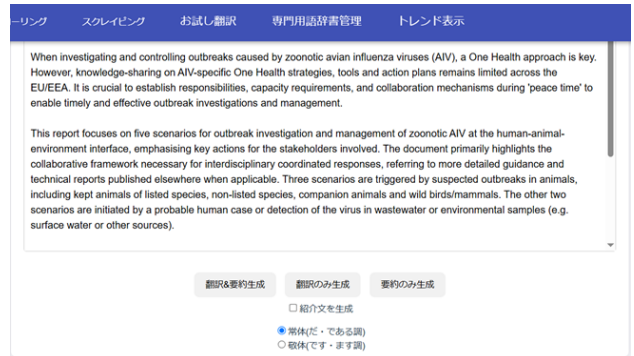 ーリング スクレイピング お試し翻訳 専門用語辞書管理 トレンド表示
When investigating and controlling outbreaks caused by zoonotic avian influenza viruses (AIV), a One Health approach is key.
However, knowledge-sharing on AIV-specific One Health strategies, tools and action plans remains limited across the
EU/EEA. It is crucial to establish responsibilities, capacity requirements, and collaboration mechanisms during 'peace time' to
enable timely and effective outbreak investigations and management.
This report focuses on five scenarios for outbreak investigation and management of zoonotic AIV at the human-animal-
environment interface, emphasising key actions for the stakeholders involved. The document primarily highlights the
collaborative framework necessary for interdisciplinary coordinated responses, referring to more detailed guidance and
technical reports published elsewhere when applicable. Three scenarios are triggered by suspected outbreaks in animals,
including kept animals of listed species, non-listed species, companion animals and wild birds/mammals. The other two
scenarios are initiated by a probable human case or detection of the virus in wastewater or environmental samples (e.g.
surface water or other sources).
翻訳&要約生成 翻訳のみ生成 要約のみ生成
紹介文を生成
常体(だ・である調)
敬体(です・ます調)